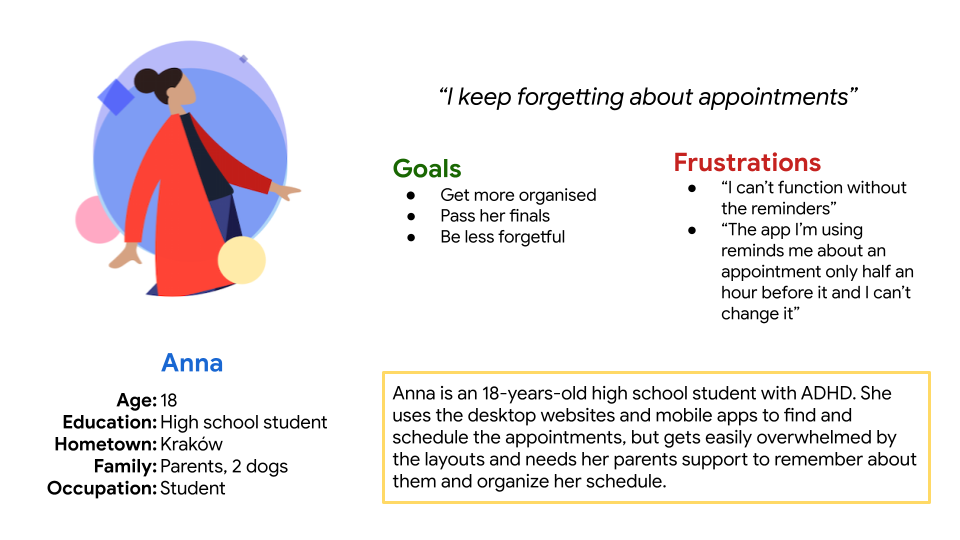 “I keep forgetting about appointments”
Goals
● Get more organised
● Pass her finals
● Be less forgetful
Frustrations
● “I can’t function without
the reminders”
● “The app I’m using
reminds me about an
appointment only half an
hour before it and I can’t
change it”
Anna
Age: 18
Education: High school student
Hometown: Kraków
Family: Parents, 2 dogs
Occupation: Student
Anna is an 18-years-old high school student with ADHD. She
uses the desktop websites and mobile apps to find and
schedule the appointments, but gets easily overwhelmed by
the layouts and needs her parents support to remember about
them and organize her schedule.